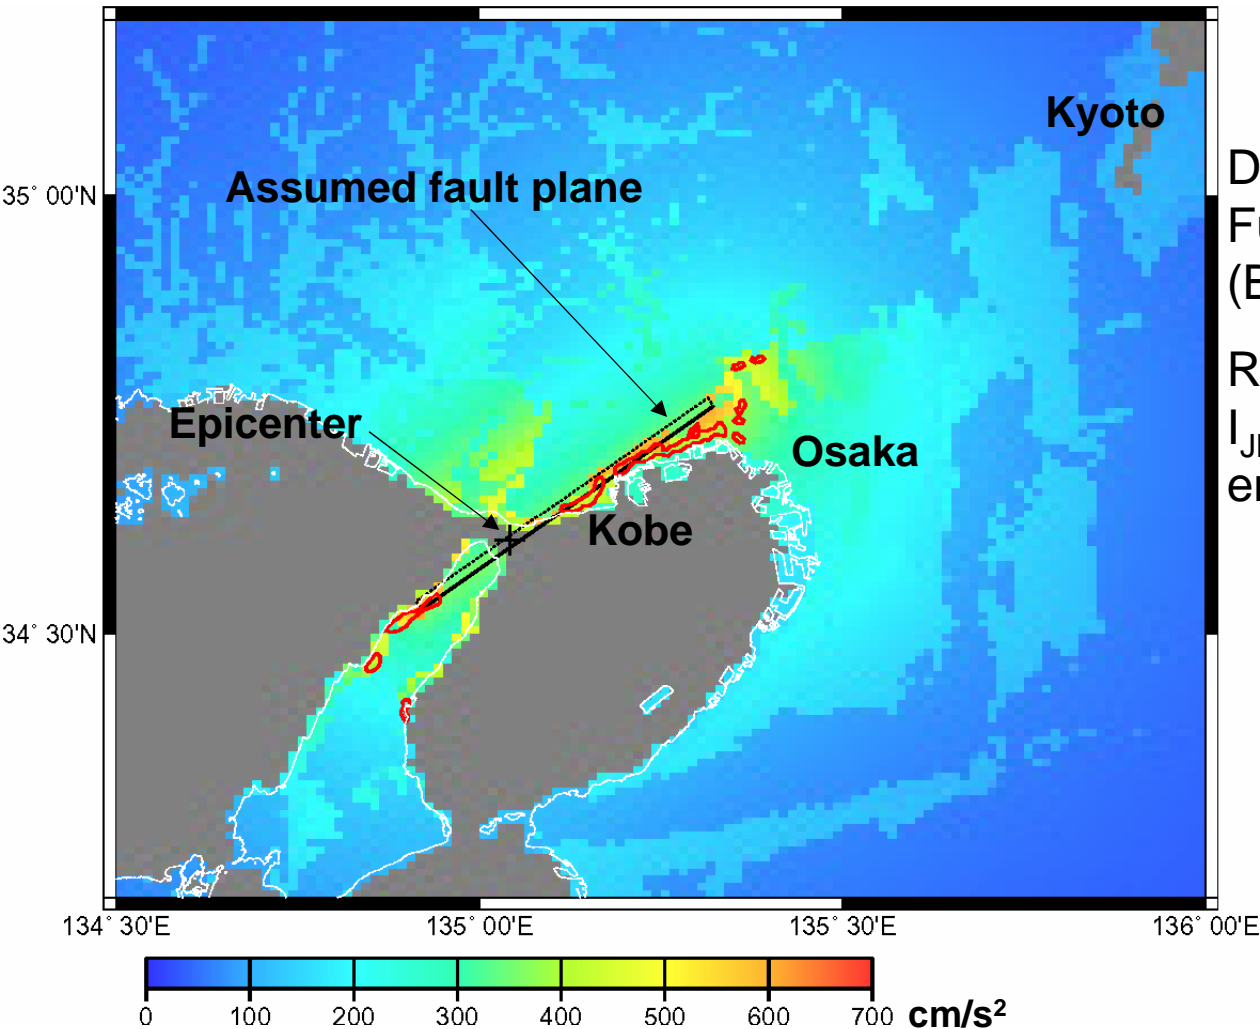 Kyoto
Assumed fault plane
35° 00'N
Epicenter
Osaka
Kobe
34° 30'N
134° 30'E
135° 00'E
135° 30'E
136° 00'E
0 100 200 300 400 500 600 700 cm/s²